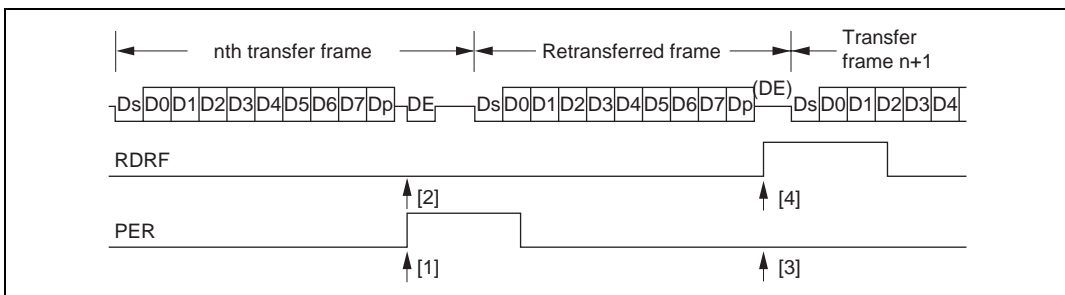 nth transfer frame
Retransferred frame
Transfer
frame n+1
Ds D0 D1 D2 D3 D4 D5 D6 D7 Dp DE Ds D0 D1 D2 D3 D4 D5 D6 D7 Dp (DE) Ds D0 D1 D2 D3 D4
RDRF
[2] [4]
PER
[1] [3]